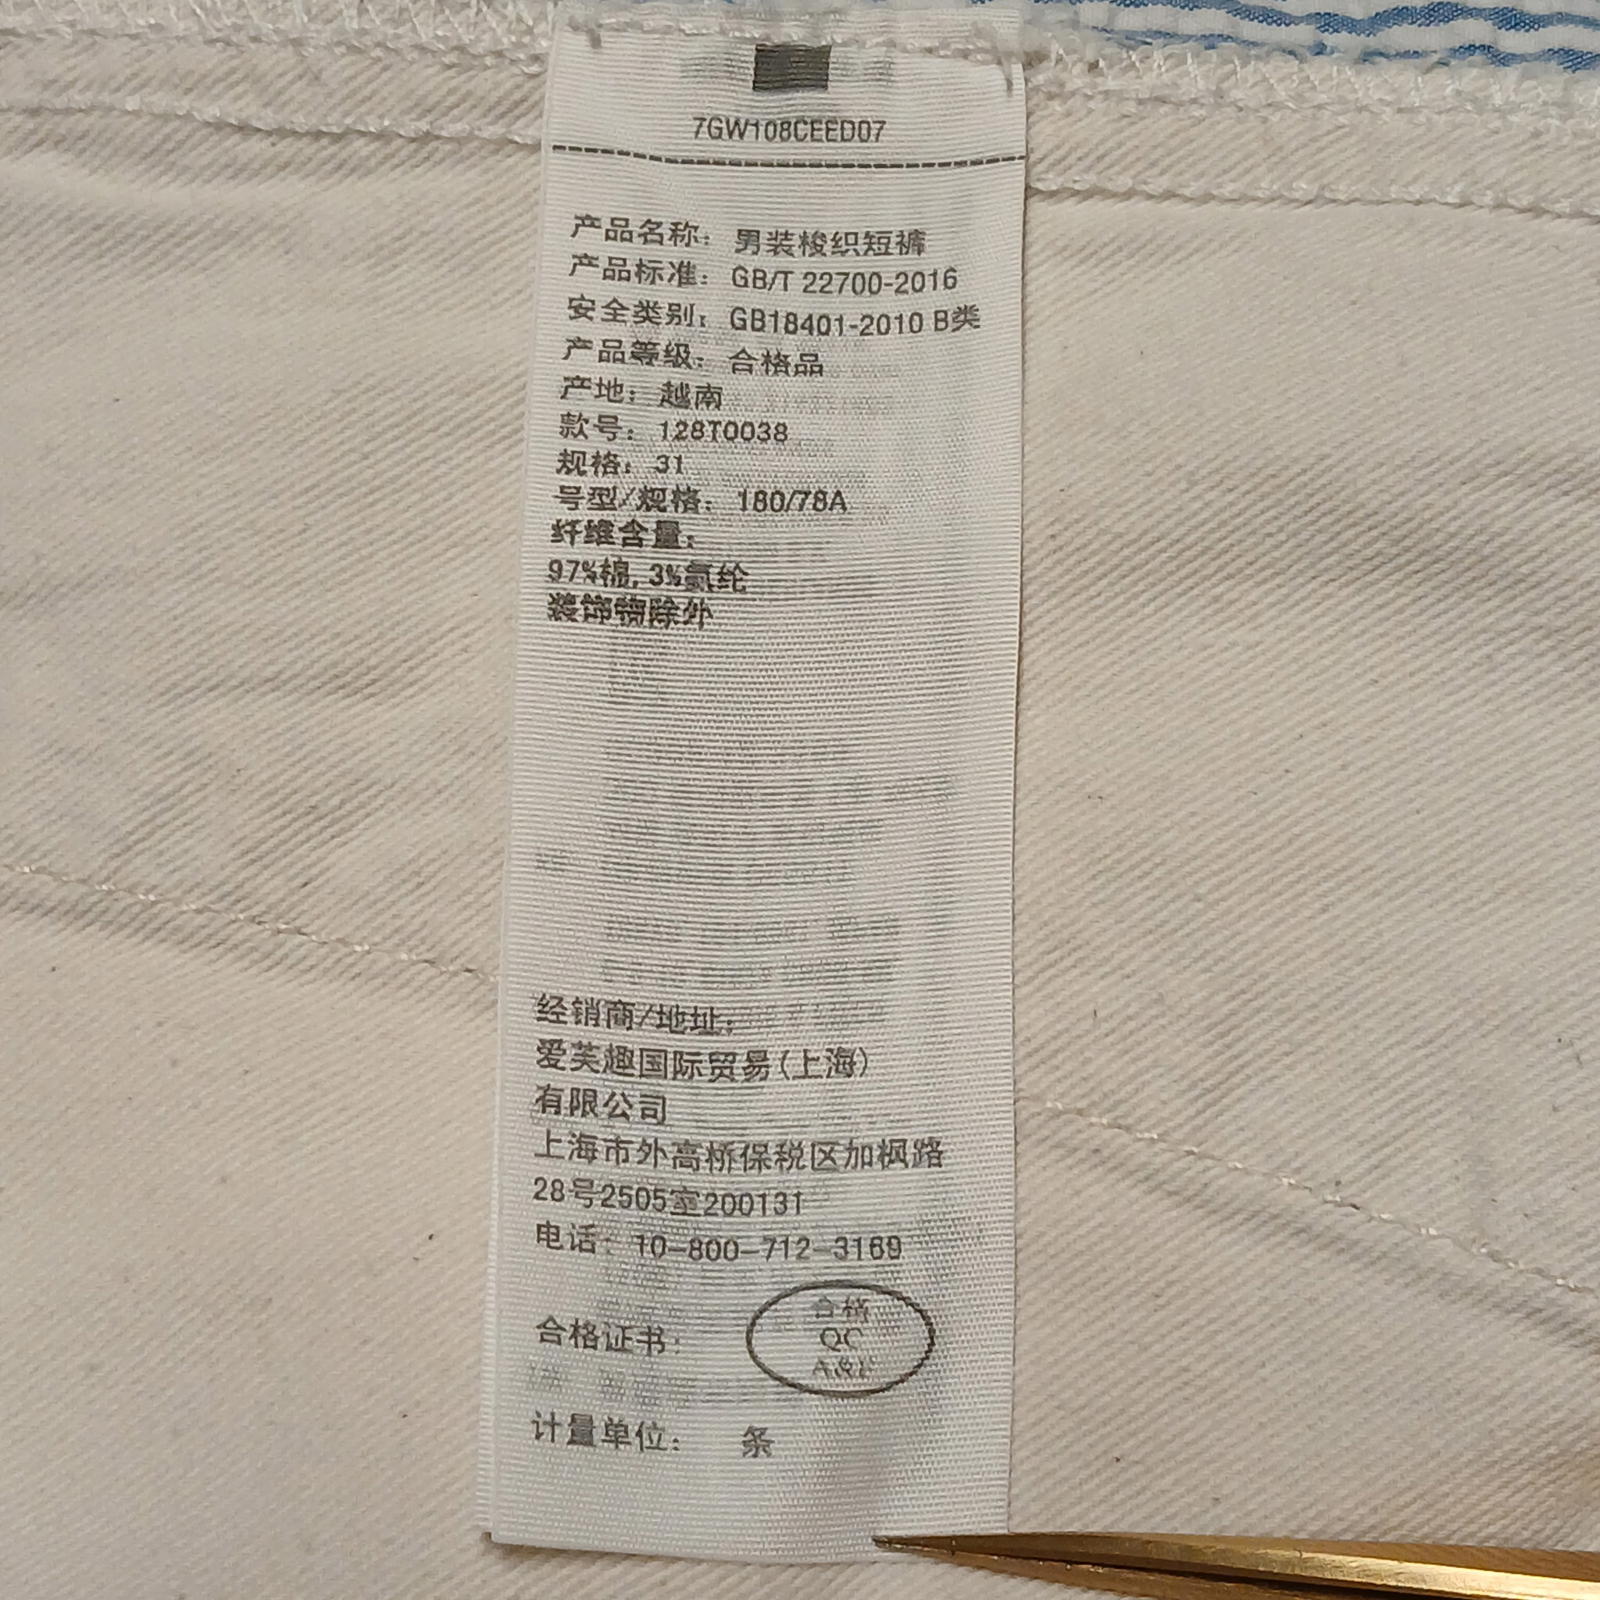 7GW108CEED07
产品名称：男装梭织短裤
产品标准：GB/T 22700-2016
安全类别：GB18401-2010 B类
产品等级：合格品
产地：越南
款号：128T0038
规格：31
号型/规格：180/78A
纤维含量：
97%棉, 3%氨纶
装饰物除外
经销商/地址：
爱芙趣国际贸易(上海)
有限公司
上海市外高桥保税区加枫路
28号2505室200131
电话：10-800-712-3169
合格证书：
合格
QC
A&F
计量单位： 条